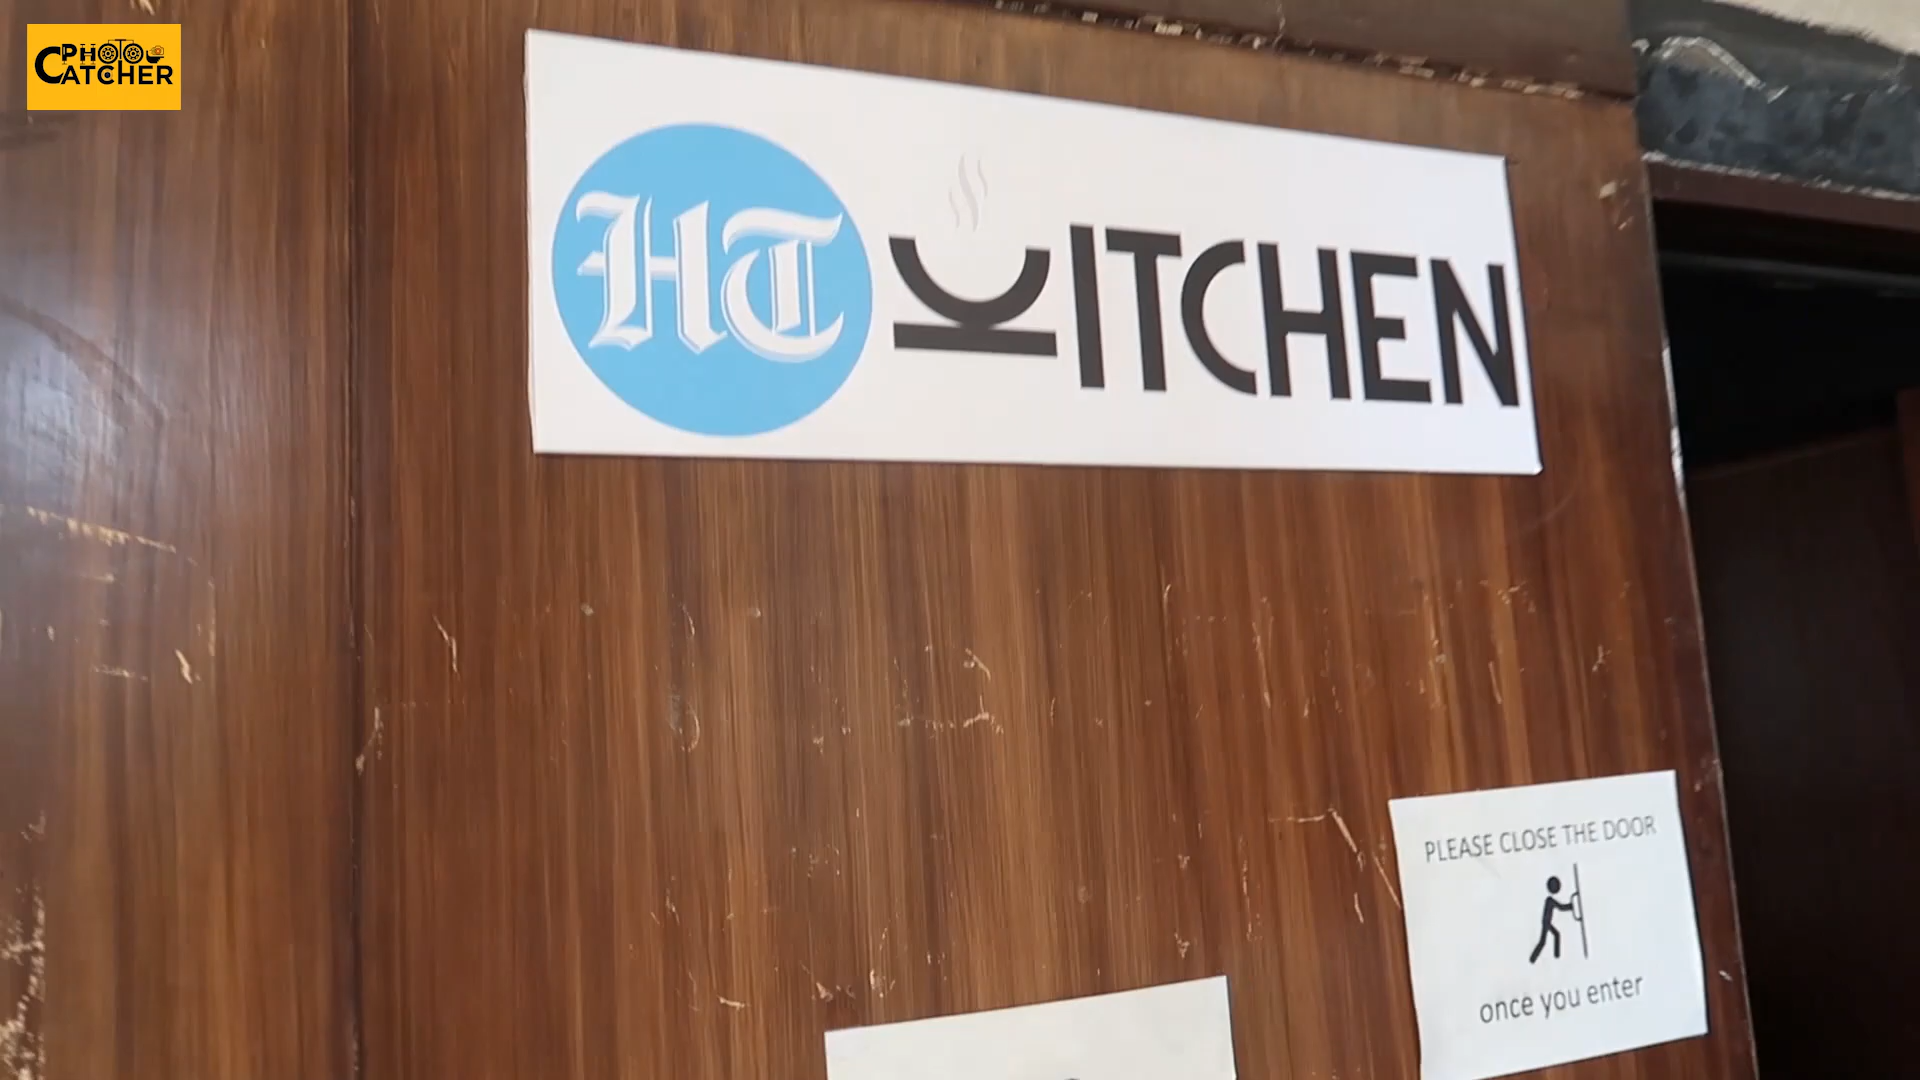 PHOTO
CATCHER
HT KITCHEN
PLEASE CLOSE THE DOOR
once you enter